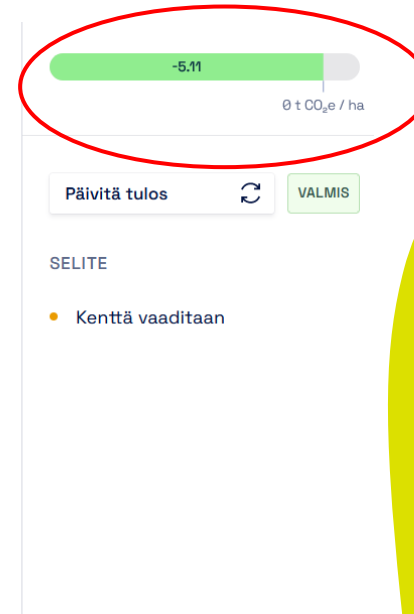 -5.11
0 t CO₂e / ha
Päivitä tulos
VALMIS
SELITE
Kenttä vaaditaan